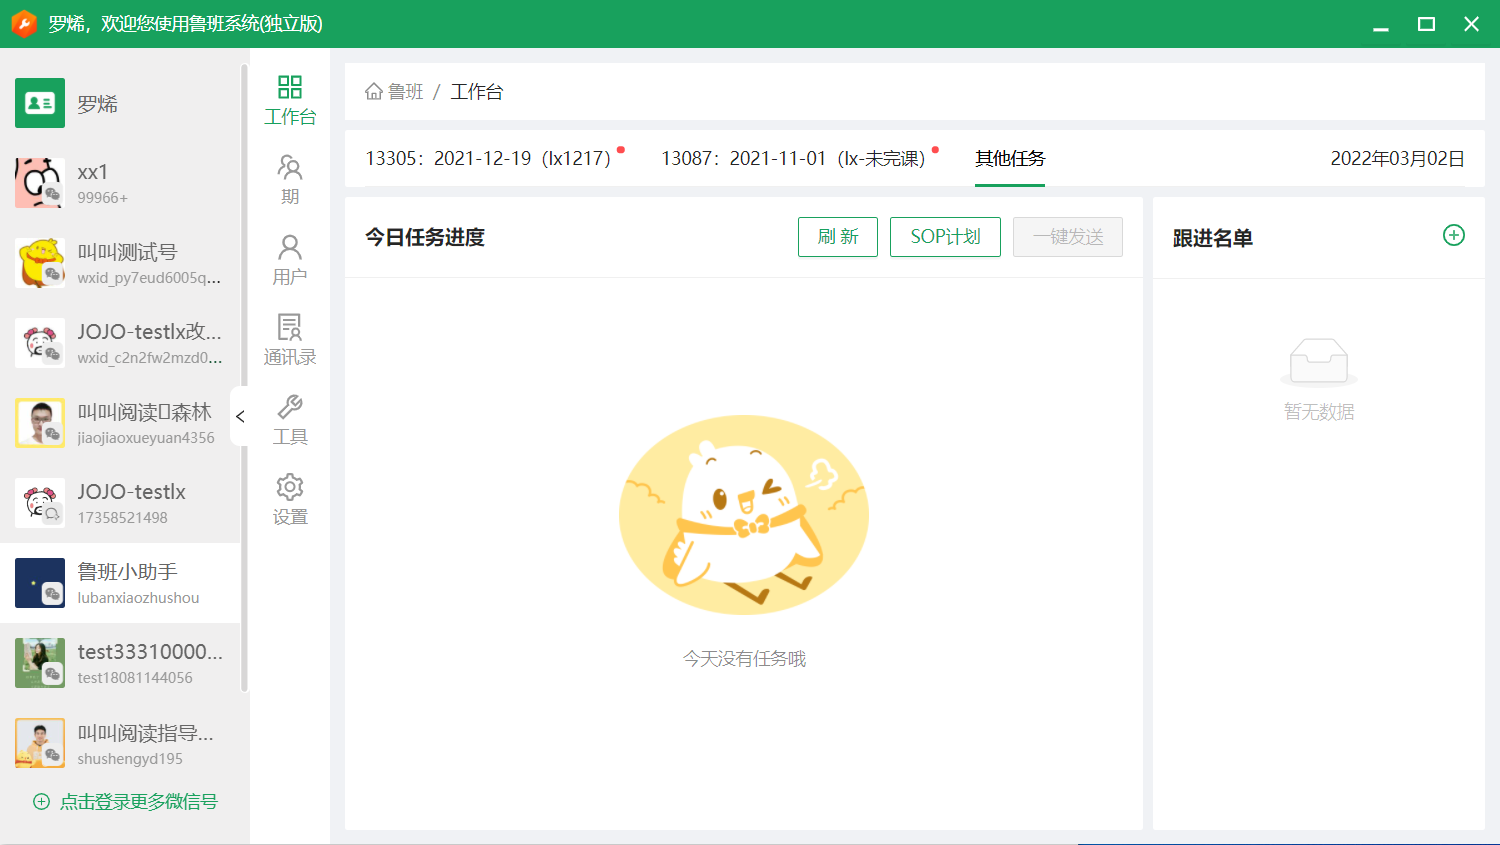 罗烯，欢迎您使用鲁班系统(独立版)
罗烯
xx1
99966+
叫叫测试号
wxid_py7eud6005q...
JOJO-testlx改...
wxid_c2n2fw2mzd0...
叫叫阅读▯森林
jiaojiaoxueyuan4356
JOJO-testlx
17358521498
鲁班小助手
lubanxiaozhushou
test33310000...
test18081144056
叫叫阅读指导...
shushengyd195
点击登录更多微信号
工作台
期
用户
通讯录
工具
设置
鲁班 / 工作台
13305：2021-12-19（lx1217） 13087：2021-11-01（lx-未完课） 其他任务 2022年03月02日
今日任务进度 刷 新 SOP计划 一键发送
今天没有任务哦
跟进名单
暂无数据